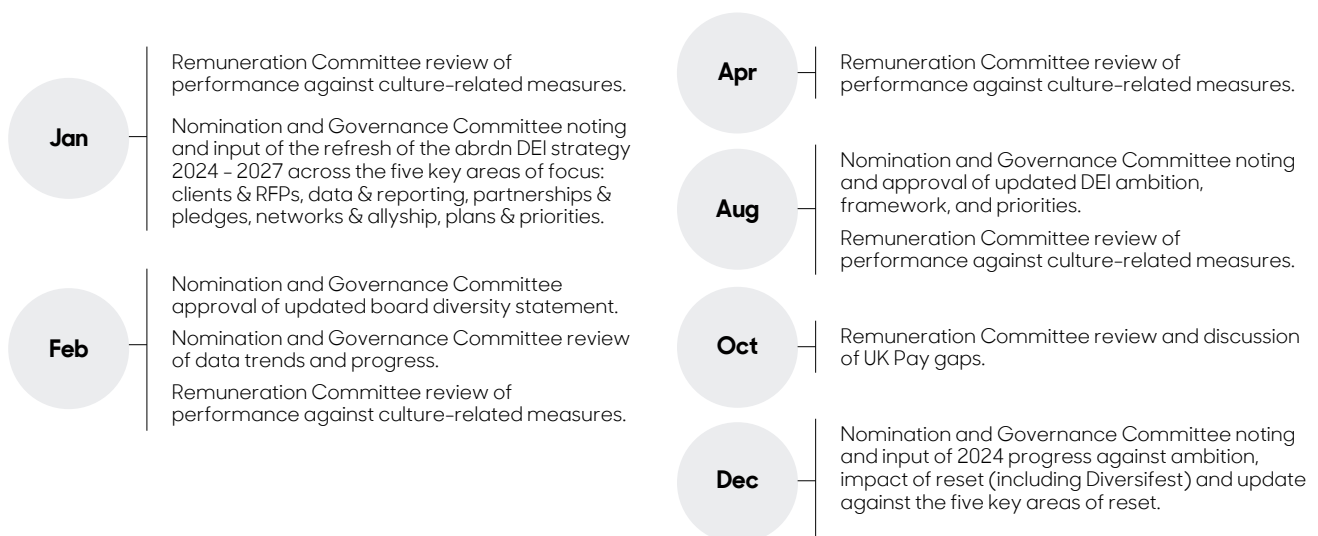 Jan
Remuneration Committee review of
performance against culture-related measures.
Nomination and Governance Committee noting
and input of the refresh of the abrdn DEI strategy
2024 – 2027 across the five key areas of focus:
clients & RFPs, data & reporting, partnerships &
pledges, networks & allyship, plans & priorities.
Feb
Nomination and Governance Committee
approval of updated board diversity statement.
Nomination and Governance Committee review
of data trends and progress.
Remuneration Committee review of
performance against culture-related measures.
Apr
Remuneration Committee review of
performance against culture-related measures.
Aug
Nomination and Governance Committee noting
and approval of updated DEI ambition,
framework, and priorities.
Remuneration Committee review of
performance against culture-related measures.
Oct
Remuneration Committee review and discussion
of UK Pay gaps.
Dec
Nomination and Governance Committee noting
and input of 2024 progress against ambition,
impact of reset (including Diversifest) and update
against the five key areas of reset.